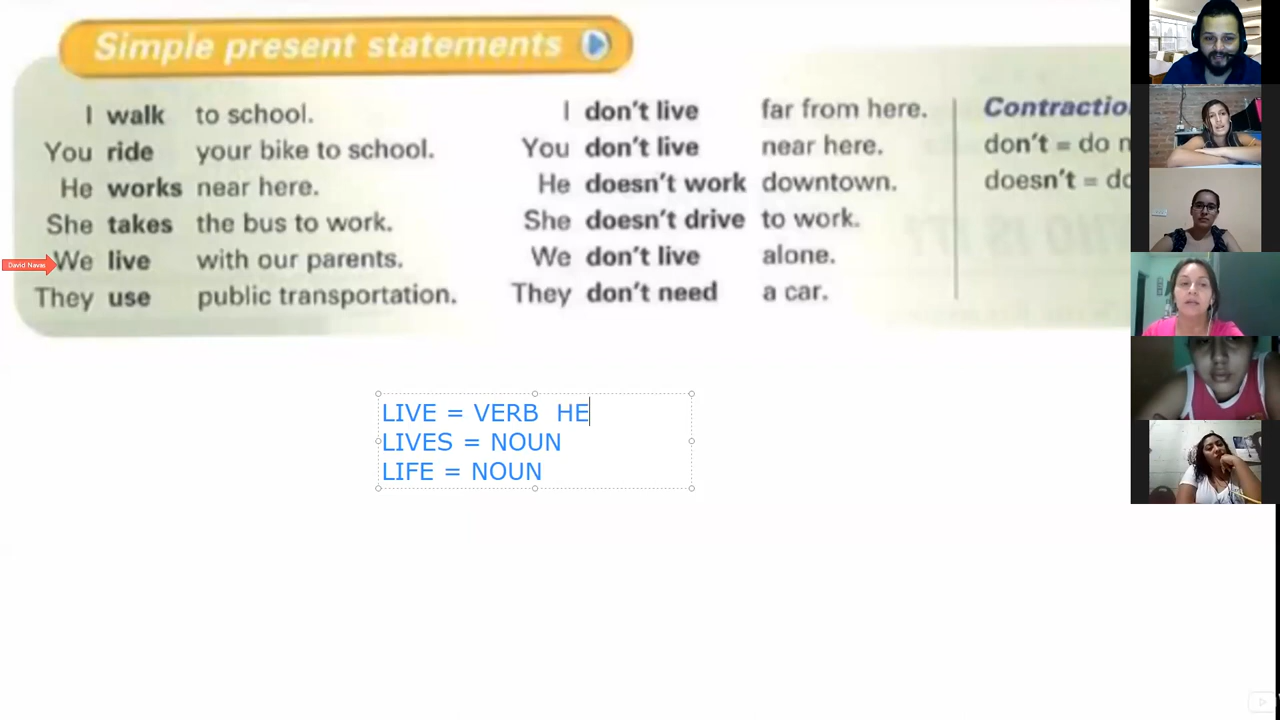 Simple present statements
I walk to school.
You ride your bike to school.
He works near here.
She takes the bus to work.
We live with our parents.
They use public transportation.
I don't live far from here.
You don't live near here.
He doesn't work downtown.
She doesn't drive to work.
We don't live alone.
They don't need a car.
Contractio
don't = do n
doesn't = do
David Navas
LIVE = VERB HE
LIVES = NOUN
LIFE = NOUN